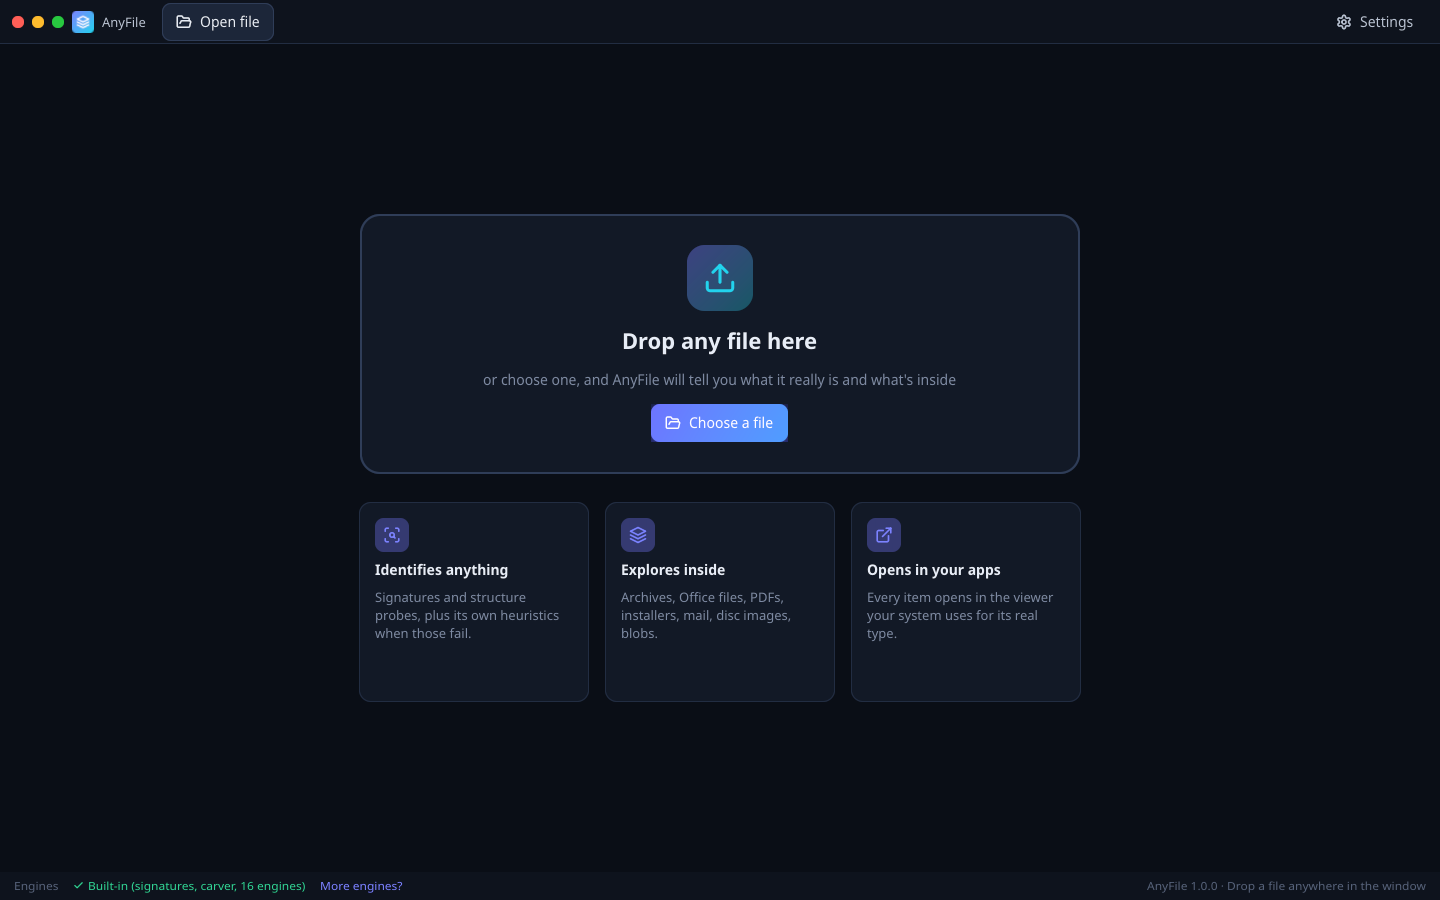 AnyFile
Open file
Settings
Drop any file here
or choose one, and AnyFile will tell you what it really is and what's inside
Choose a file
Identifies anything
Signatures and structure
probes, plus its own heuristics
when those fail.
Explores inside
Archives, Office files, PDFs,
installers, mail, disc images,
blobs.
Opens in your apps
Every item opens in the viewer
your system uses for its real
type.
Engines
Built-in (signatures, carver, 16 engines)
More engines?
AnyFile 1.0.0 · Drop a file anywhere in the window